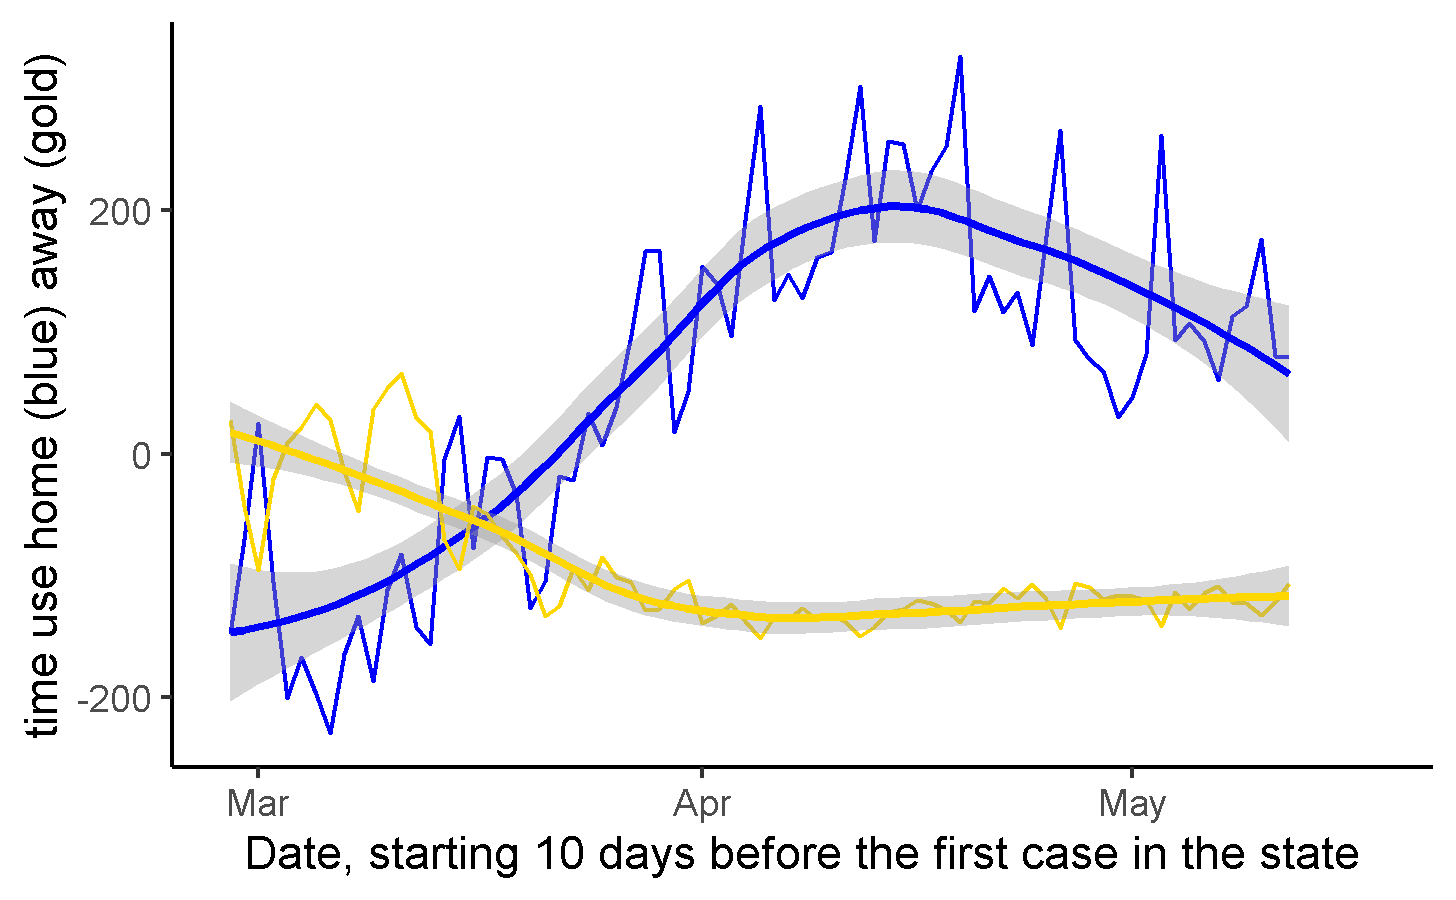 time use home (blue) away (gold)
200
0
-200
Mar Apr May
Date, starting 10 days before the first case in the state